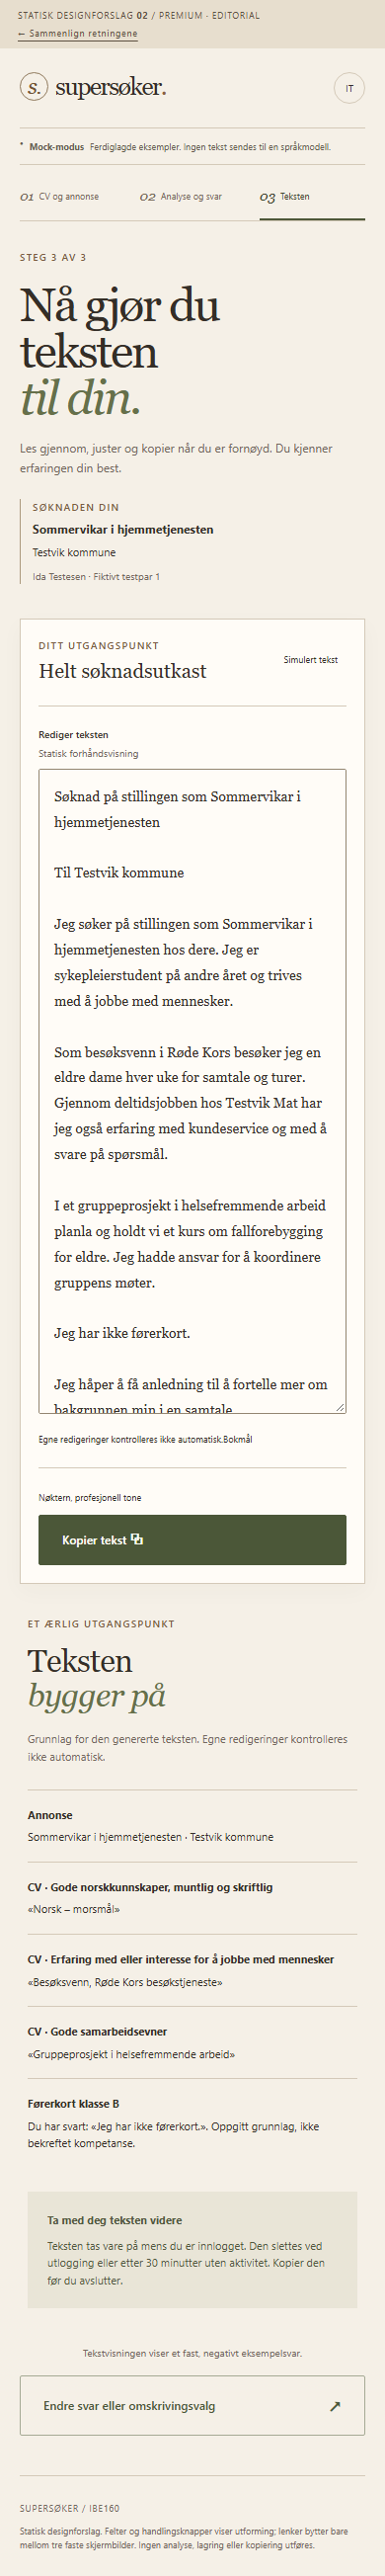 STATISK DESIGNFORSLAG 02 / PREMIUM · EDITORIAL
← Sammenlign retningene
s. supersøker.
IT
* Mock-modus Ferdiglagde eksempler. Ingen tekst sendes til en språkmodell.
01 CV og annonse
02 Analyse og svar
03 Teksten
STEG 3 AV 3
Nå gjør du
teksten
til din.
Les gjennom, juster og kopier når du er fornøyd. Du kjenner
erfaringen din best.
SØKNADEN DIN
Sommervikar i hjemmetjenesten
Testvik kommune
Ida Testesen · Fiktivt testpar 1
DITT UTGANGSPUNKT
Helt søknadsutkast
Simulert tekst
Rediger teksten
Statisk forhåndsvisning
Søknad på stillingen som Sommervikar i
hjemmetjenesten
Til Testvik kommune
Jeg søker på stillingen som Sommervikar i
hjemmetjenesten hos dere. Jeg er
sykepleierstudent på andre året og trives
med å jobbe med mennesker.
Som besøksvenn i Røde Kors besøker jeg en
eldre dame hver uke for samtale og turer.
Gjennom deltidsjobben hos Testvik Mat har
jeg også erfaring med kundeservice og med å
svare på spørsmål.
I et gruppeprosjekt i helsefremmende arbeid
planla og holdt vi et kurs om fallforebygging
for eldre. Jeg hadde ansvar for å koordinere
gruppens møter.
Jeg har ikke førerkort.
Jeg håper å få anledning til å fortelle mer om
bakgrunnen min i en samtale
Egne redigeringer kontrolleres ikke automatisk.Bokmål
Nøktern, profesjonell tone
Kopier tekst
ET ÆRLIG UTGANGSPUNKT
Teksten
bygger på
Grunnlag for den genererte teksten. Egne redigeringer kontrolleres
ikke automatisk.
Annonse
Sommervikar i hjemmetjenesten · Testvik kommune
CV · Gode norskkunnskaper, muntlig og skriftlig
«Norsk – morsmål»
CV · Erfaring med eller interesse for å jobbe med mennesker
«Besøksvenn, Røde Kors besøkstjeneste»
CV · Gode samarbeidsevner
«Gruppeprosjekt i helsefremmende arbeid»
Førerkort klasse B
Du har svart: «Jeg har ikke førerkort.». Oppgitt grunnlag, ikke
bekreftet kompetanse.
Ta med deg teksten videre
Teksten tas vare på mens du er innlogget. Den slettes ved
utlogging eller etter 30 minutter uten aktivitet. Kopier den
før du avslutter.
Tekstvisningen viser et fast, negativt eksempelsvar.
Endre svar eller omskrivingsvalg ↗
SUPERSØKER / IBE160
Statisk designforslag. Felter og handlingsknapper viser utforming; lenker bytter bare
mellom tre faste skjermbilder. Ingen analyse, lagring eller kopiering utføres.